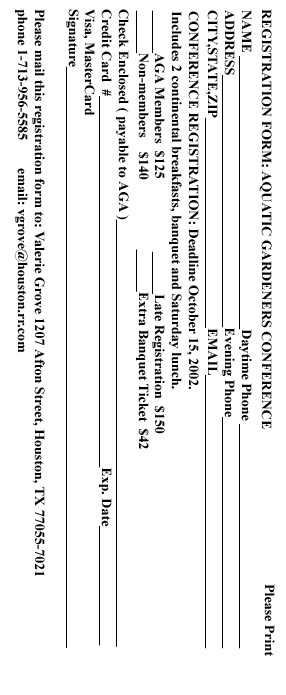 REGISTRATION FORM: AQUATIC GARDENERS CONFERENCE Please Print
NAME Daytime Phone
ADDRESS Evening Phone
CITY,STATE,ZIP EMAIL
CONFERENCE REGISTRATION: Deadline October 15, 2002.
Includes 2 continental breakfasts, banquet and Saturday lunch.
AGA Members $125 Late Registration $150
Non-members $140 Extra Banquet Ticket $42
Check Enclosed ( payable to AGA )
Credit Card # Exp. Date
Visa, MasterCard
Signature
Please mail this registration form to: Valerie Grove 1207 Afton Street, Houston, TX 77055-7021
phone 1-713-956-5585 email: vgrove@houston.rr.com